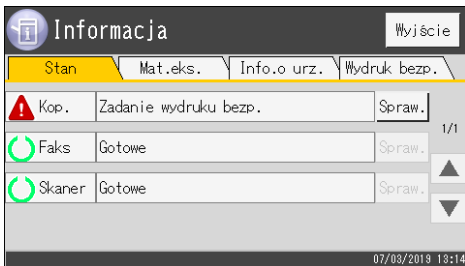 Informacja
Wyjście
Stan Mat.eks. Info.o urz. Wydruk bezp.
Kop. Zadanie wydruku bezp. Spraw.
1/1
Faks Gotowe Spraw.
Skaner Gotowe Spraw.
07/03/2019 13:14